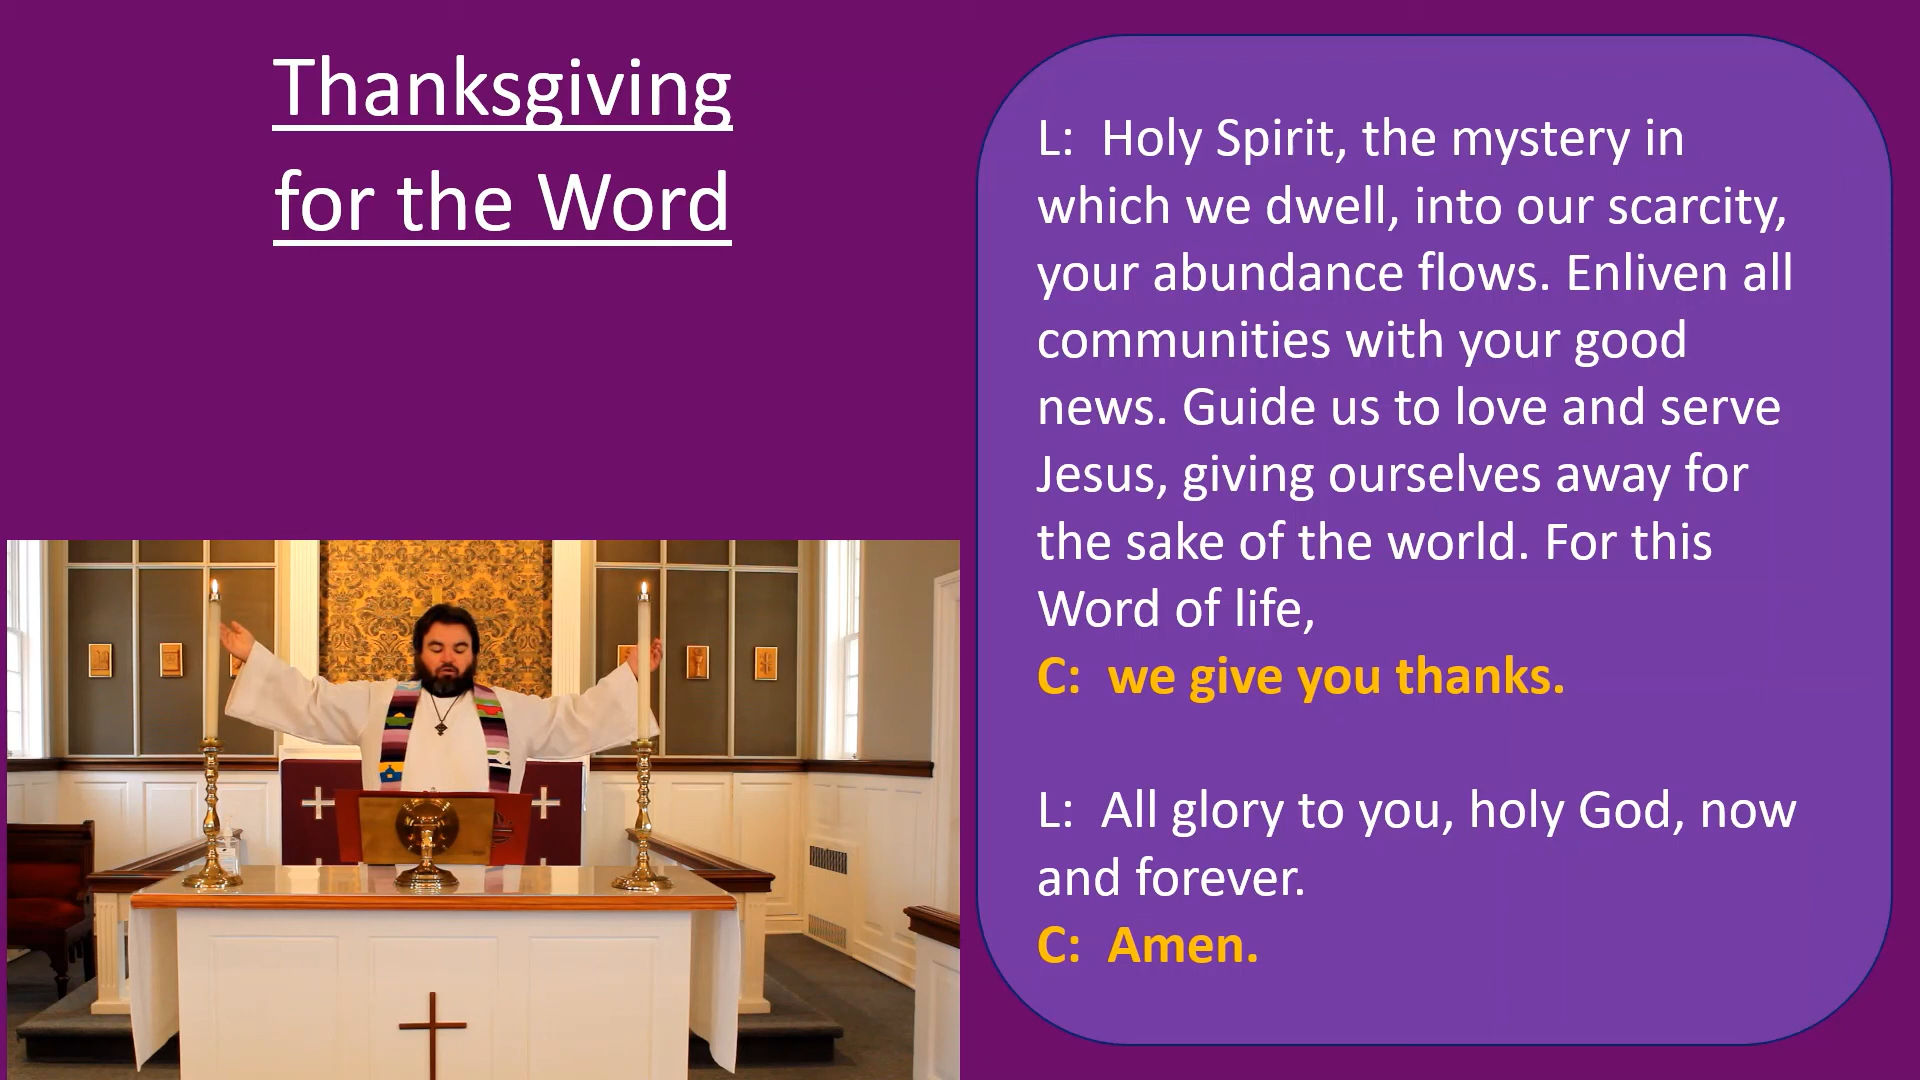 Thanksgiving
for the Word
L:  Holy Spirit, the mystery in
which we dwell, into our scarcity,
your abundance flows. Enliven all
communities with your good
news. Guide us to love and serve
Jesus, giving ourselves away for
the sake of the world. For this
Word of life,
C:  we give you thanks.
L:  All glory to you, holy God, now
and forever.
C:  Amen.